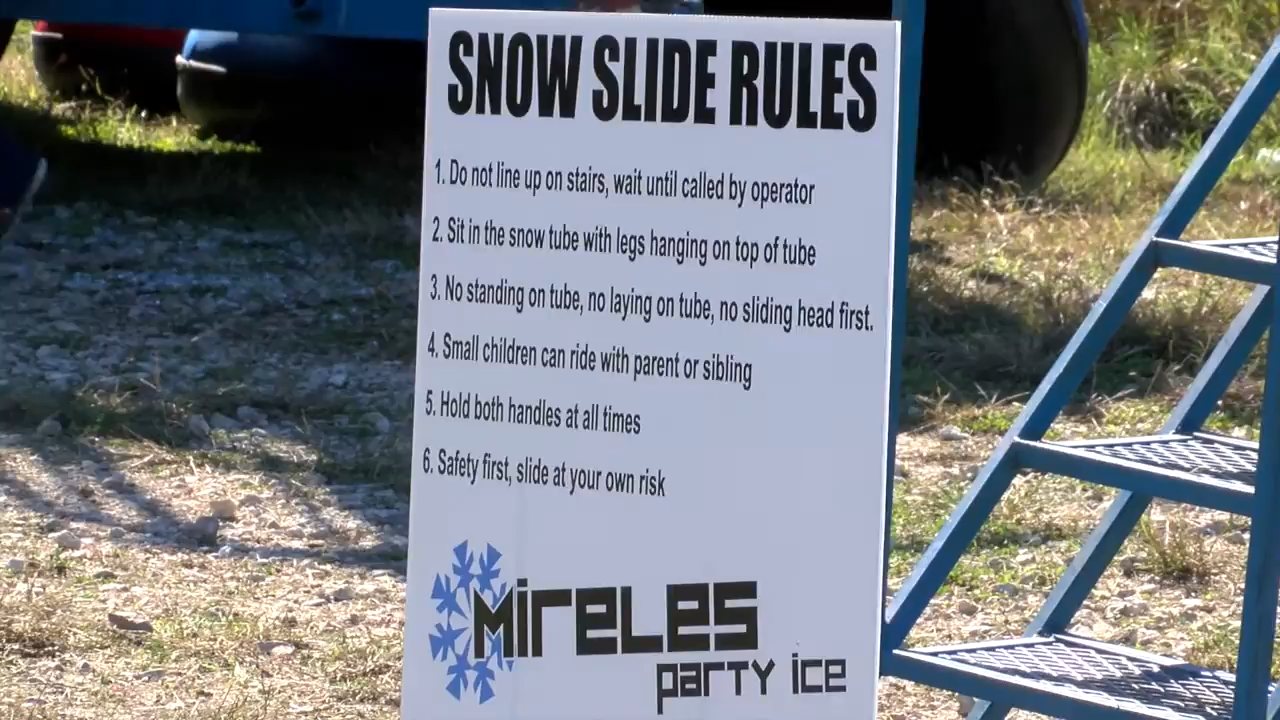 SNOW SLIDE RULES
1. Do not line up on stairs, wait until called by operator
2. Sit in the snow tube with legs hanging on top of tube
3. No standing on tube, no laying on tube, no sliding head first.
4. Small children can ride with parent or sibling
5. Hold both handles at all times
6. Safety first, slide at your own risk
MIreLes
party ice